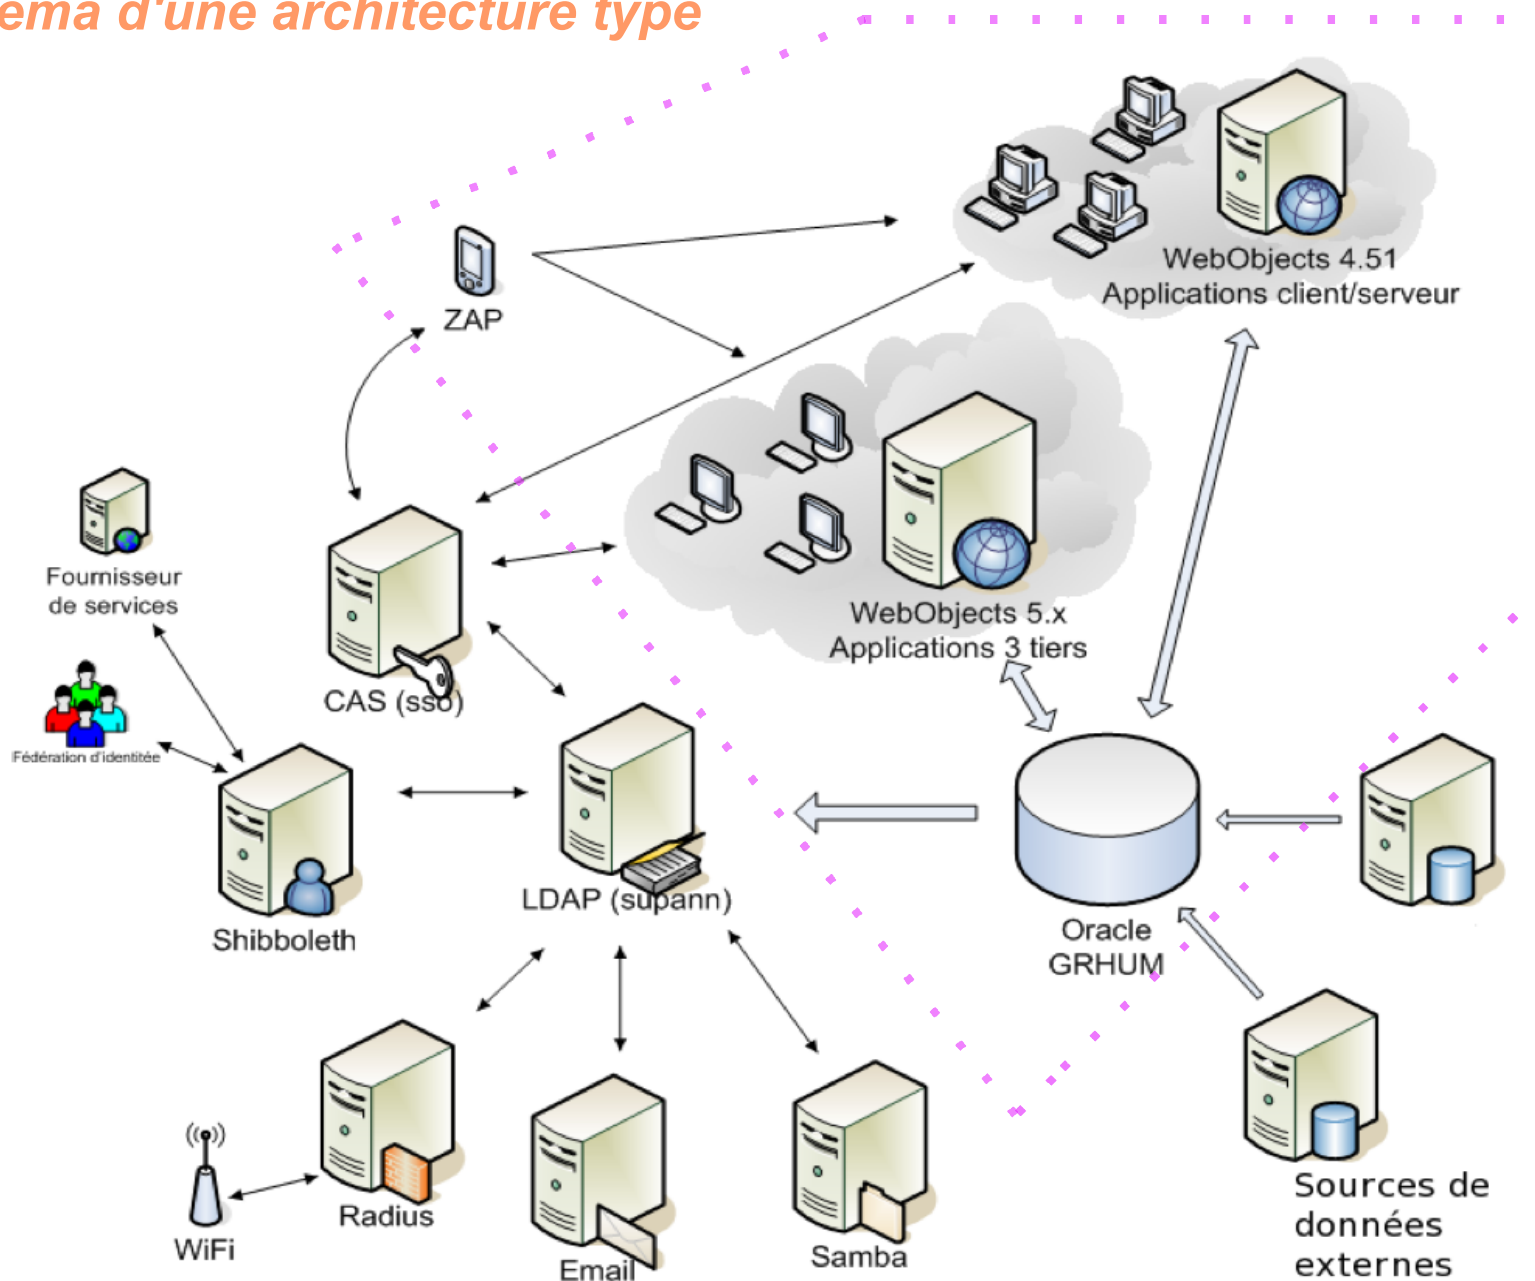 ema d'une architecture type
WebObjects 4.51
Applications client/serveur
ZAP
Fournisseur
de services
WebObjects 5.x
Applications 3 tiers
CAS (sso)
Fédération d'identitée
LDAP (supann)
Shibboleth
Oracle
GRHUM
Sources de
données
externes
Radius
WiFi
Email
Samba